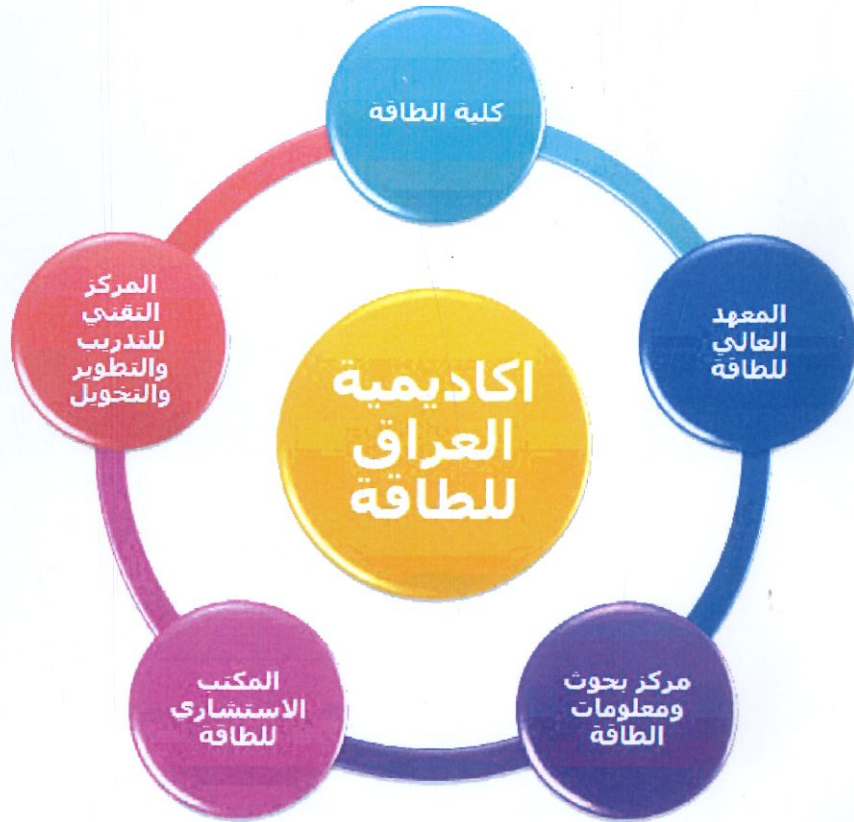 كلية الطاقة
المعهد
العالي
للطاقة
مركز بحوث
ومعلومات
الطاقة
المكتب
الاستشاري
للطاقة
المركز
التقني
للتدريب
والتطوير
والتخويل
اكاديمية
العراق
للطاقة